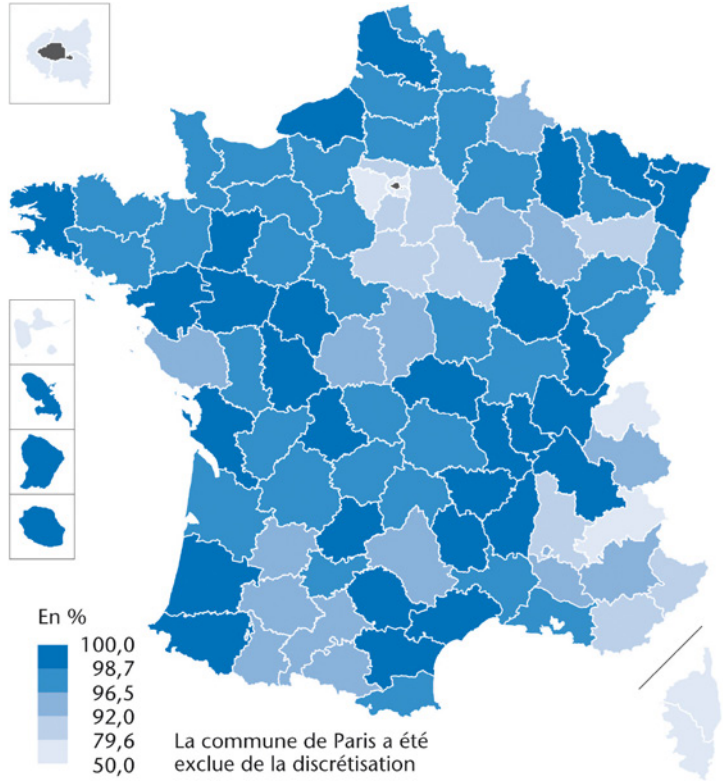 En %
100,0
98,7
96,5
92,0
79,6
50,0
La commune de Paris a été
exclue de la discrétisation